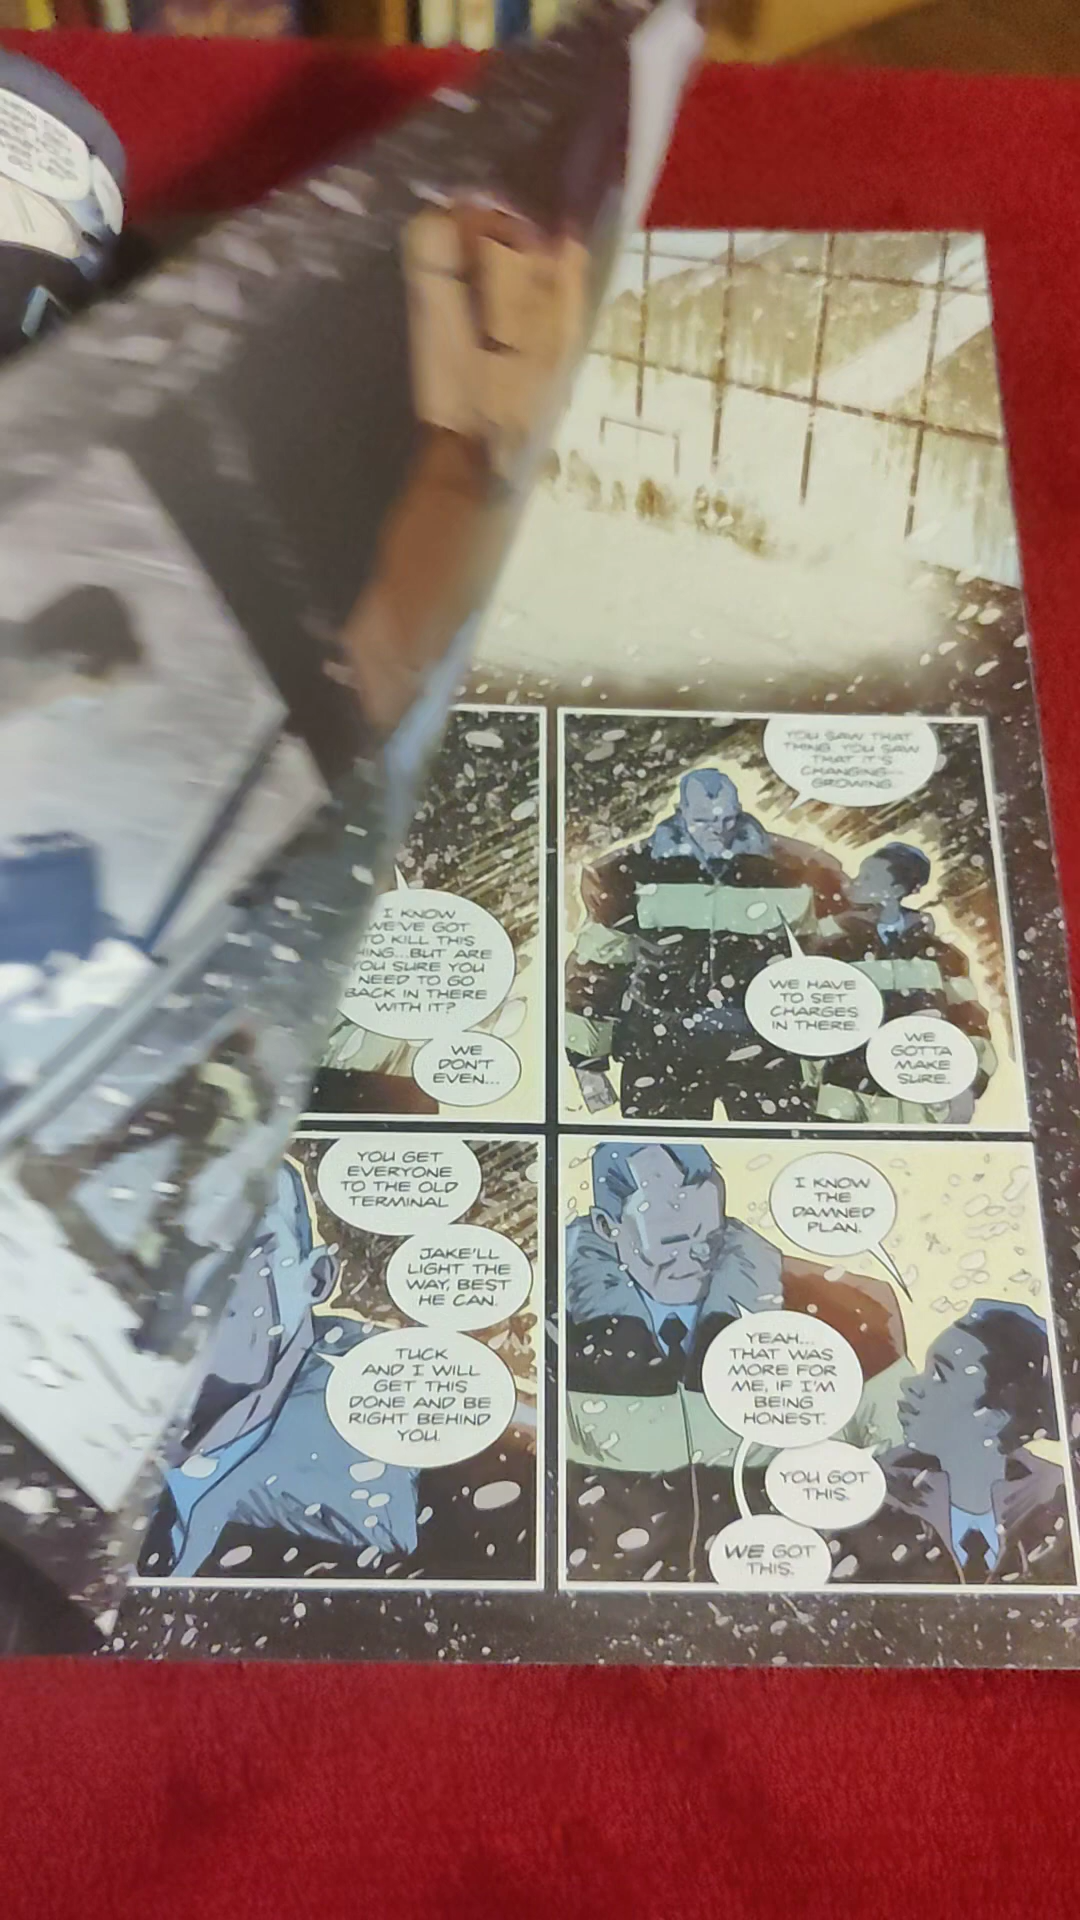 I KNOW
WE'VE GOT
TO KILL THIS
HING...BUT ARE
YOU SURE YOU
NEED TO GO
BACK IN THERE
WITH IT?
WE
DON'T
EVEN...
YOU SAW THAT
THING. YOU SAW
THAT IT'S
CHANGING--
GROWING.
WE HAVE
TO SET
CHARGES
IN THERE.
WE
GOTTA
MAKE
SURE.
YOU GET
EVERYONE
TO THE OLD
TERMINAL
JAKE'LL
LIGHT THE
WAY, BEST
HE CAN.
TUCK
AND I WILL
GET THIS
DONE AND BE
RIGHT BEHIND
YOU.
I KNOW
THE
DAMNED
PLAN.
YEAH...
THAT WAS
MORE FOR
ME, IF I'M
BEING
HONEST.
YOU GOT
THIS.
WE GOT
THIS.